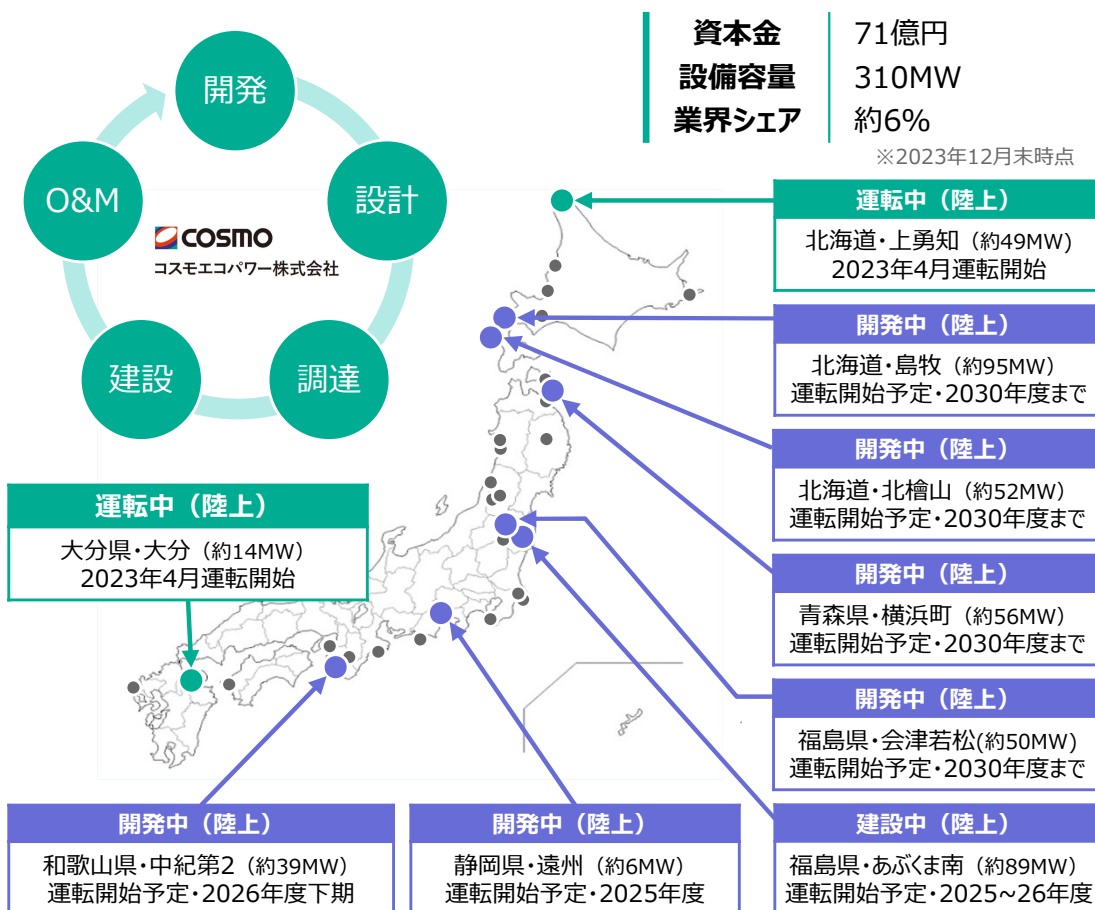 資本金 71億円
設備容量 310MW
業界シェア 約6%
※2023年12月末時点
開発
設計
調達
建設
O&M
COSMO
コスモエコパワー株式会社
運転中（陸上）
北海道・上勇知（約49MW)
2023年4月運転開始
開発中（陸上）
北海道・島牧（約95MW)
運転開始予定・2030年度まで
開発中（陸上）
北海道・北檜山（約52MW)
運転開始予定・2030年度まで
開発中（陸上）
青森県・横浜町（約56MW)
運転開始予定・2030年度まで
開発中（陸上）
福島県・会津若松(約50MW)
運転開始予定・2030年度まで
建設中（陸上）
福島県・あぶくま南（約89MW)
運転開始予定・2025~26年度
運転中（陸上）
大分県・大分（約14MW）
2023年4月運転開始
開発中（陸上）
和歌山県・中紀第2（約39MW)
運転開始予定・2026年度下期
開発中（陸上）
静岡県・遠州（約6MW)
運転開始予定・2025年度